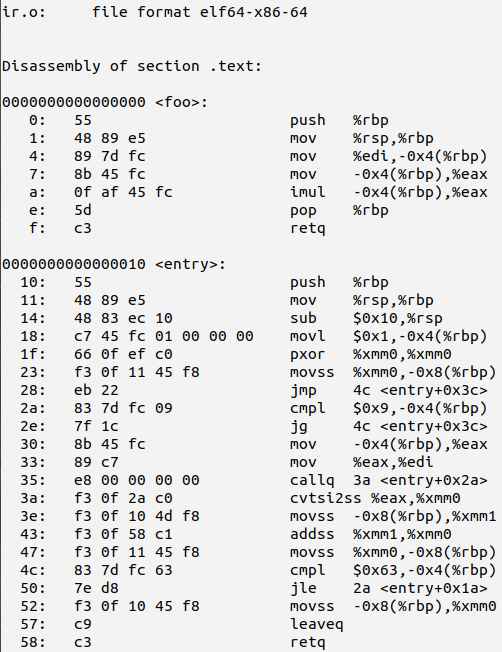 ir.o:     file format elf64-x86-64
Disassembly of section .text:
0000000000000000 <foo>:
   0:   55                      push   %rbp
   1:   48 89 e5                mov    %rsp,%rbp
   4:   89 7d fc                mov    %edi,-0x4(%rbp)
   7:   8b 45 fc                mov    -0x4(%rbp),%eax
   a:   0f af 45 fc             imul   -0x4(%rbp),%eax
   e:   5d                      pop    %rbp
   f:   c3                      retq
0000000000000010 <entry>:
  10:   55                      push   %rbp
  11:   48 89 e5                mov    %rsp,%rbp
  14:   48 83 ec 10             sub    $0x10,%rsp
  18:   c7 45 fc 01 00 00 00    movl   $0x1,-0x4(%rbp)
  1f:   66 0f ef c0             pxor   %xmm0,%xmm0
  23:   f3 0f 11 45 f8          movss  %xmm0,-0x8(%rbp)
  28:   eb 22                   jmp    4c <entry+0x3c>
  2a:   83 7d fc 09             cmpl   $0x9,-0x4(%rbp)
  2e:   7f 1c                   jg     4c <entry+0x3c>
  30:   8b 45 fc                mov    -0x4(%rbp),%eax
  33:   89 c7                   mov    %eax,%edi
  35:   e8 00 00 00 00          callq  3a <entry+0x2a>
  3a:   f3 0f 2a c0             cvtsi2ss %eax,%xmm0
  3e:   f3 0f 10 4d f8          movss  -0x8(%rbp),%xmm1
  43:   f3 0f 58 c1             addss  %xmm1,%xmm0
  47:   f3 0f 11 45 f8          movss  %xmm0,-0x8(%rbp)
  4c:   83 7d fc 63             cmpl   $0x63,-0x4(%rbp)
  50:   7e d8                   jle    2a <entry+0x1a>
  52:   f3 0f 10 45 f8          movss  -0x8(%rbp),%xmm0
  57:   c9                      leaveq
  58:   c3                      retq